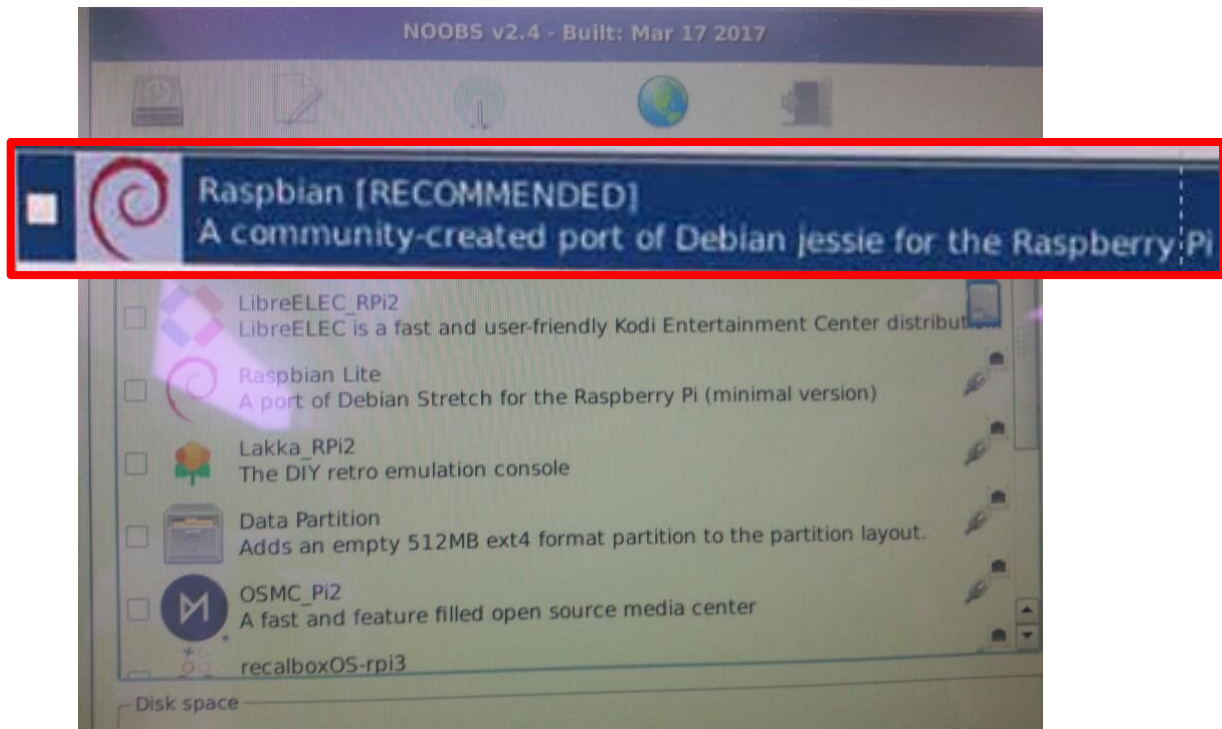 NOOBS v2.4 - Built: Mar 17 2017
Raspbian [RECOMMENDED]
A community-created port of Debian jessie for the Raspberry Pi
LibreELEC_RPi2
LibreELEC is a fast and user-friendly Kodi Entertainment Center
Raspbian Lite
A port of Debian Stretch for the Raspberry Pi (minimal version)
Lakka_RPi2
The DIY retro emulation console
Data Partition
Adds an empty 512MB ext4 format partition to the partition layout.
OSMC_Pi2
A fast and feature filled open source media center
recalboxOS-rpi3
Disk space